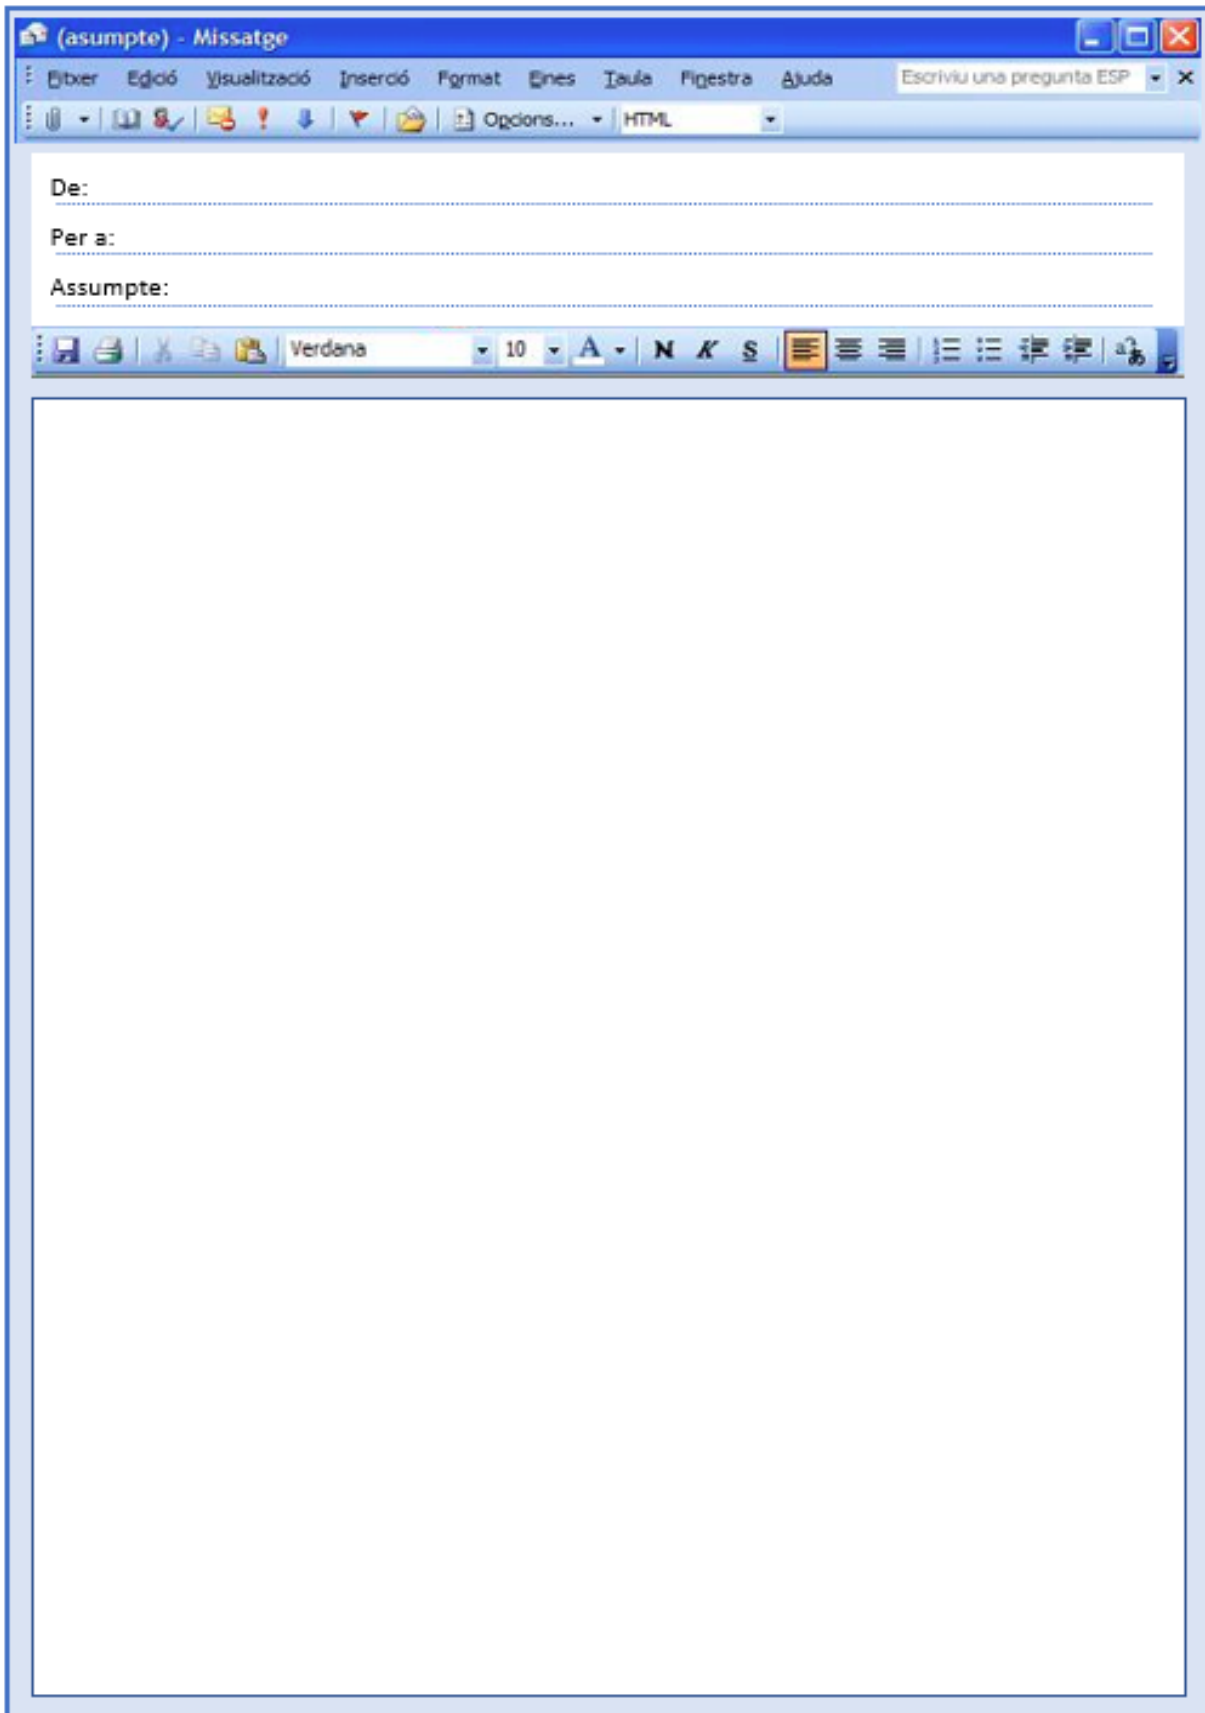 (asumpte) - Missatge
Fitxer Edició Visualització Inserció Format Eines Taula Finestra Ajuda Escriviu una pregunta ESP
Opcions... HTML
De:
Per a:
Assumpte:
Verdana 10 A N K S